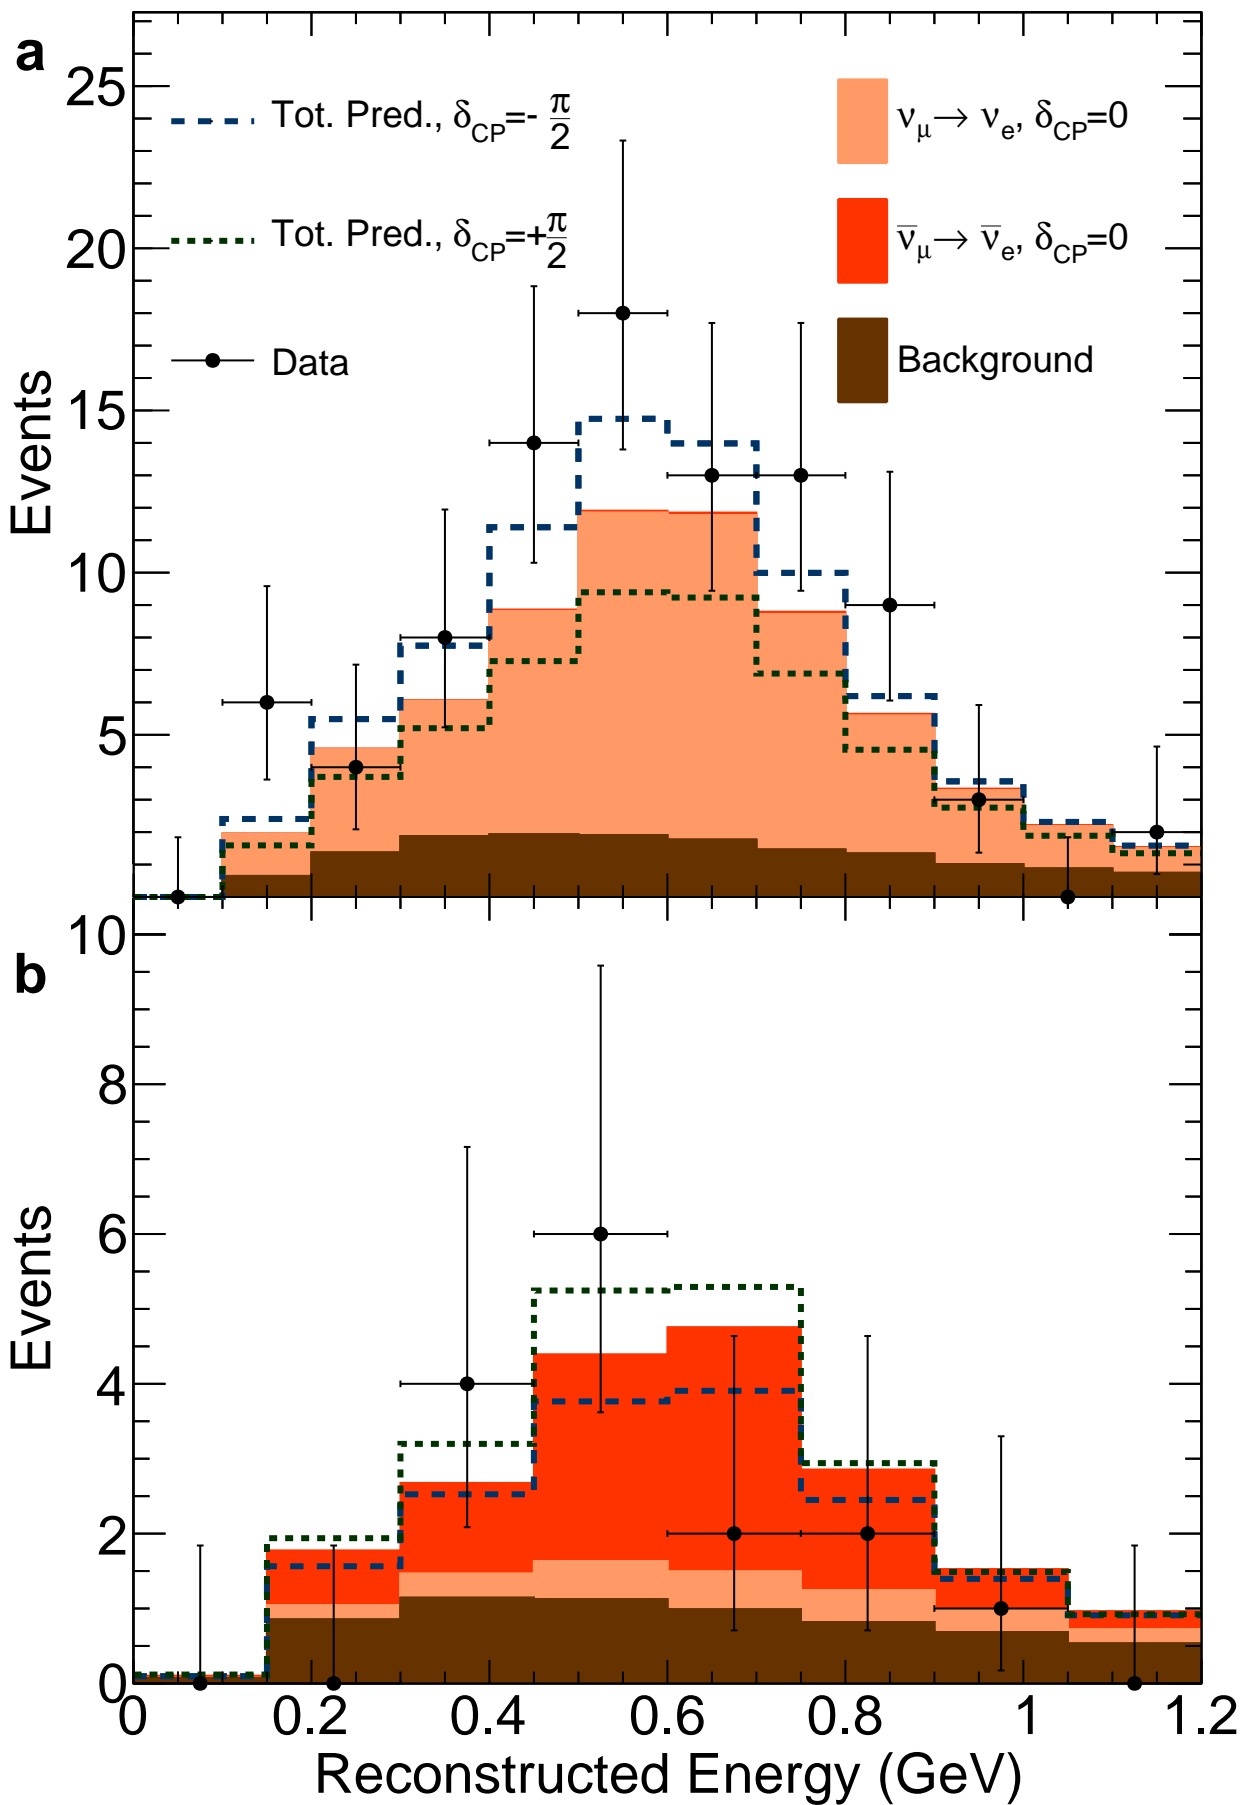 a
25
20
15
10
5
Events
Tot. Pred., δCP=- π/2
Tot. Pred., δCP=+π/2
Data
νμ→ νe, δCP=0
ν̅μ→ ν̅e, δCP=0
Background
b
10
8
6
4
2
0
Events
0 0.2 0.4 0.6 0.8 1 1.2
Reconstructed Energy (GeV)